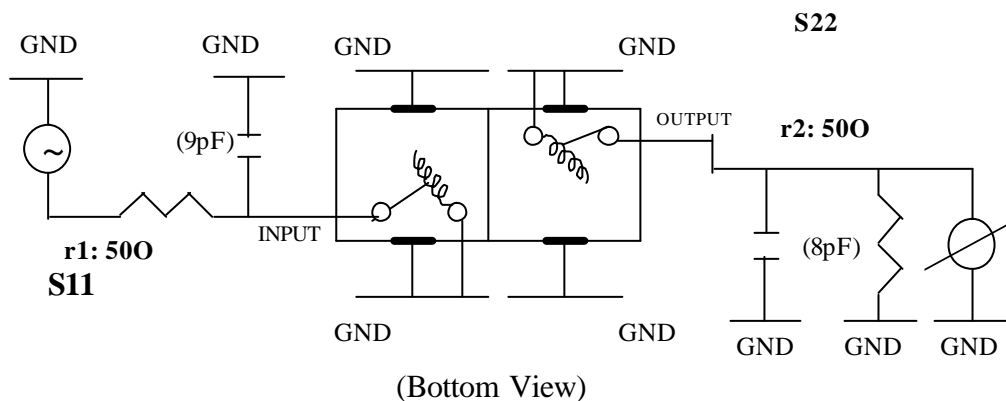 S22
GND
GND
GND
GND
(9pF)
OUTPUT
r2: 50O
~
INPUT
r1: 50O
S11
(8pF)
GND
GND
GND
GND
GND
(Bottom View)